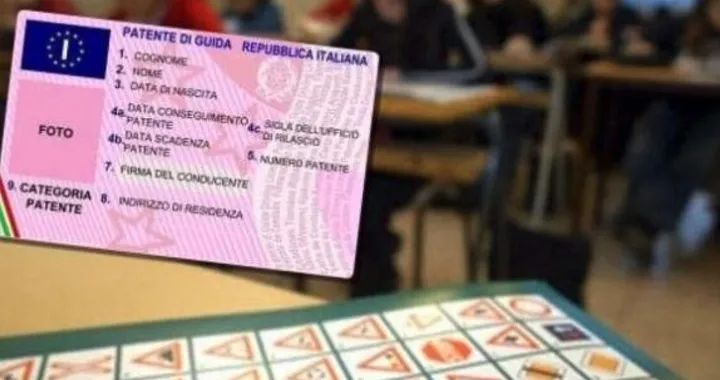 PATENTE DI GUIDA REPUBBLICA ITALIANA
I
1. COGNOME
2. NOME
3. DATA DI NASCITA
4a. DATA CONSEGUIMENTO
PATENTE
4c. SIGLA DELL'UFFICIO
DI RILASCIO
4b. DATA SCADENZA
PATENTE
5. NUMERO PATENTE
7. FIRMA DEL CONDUCENTE
8. INDIRIZZO DI RESIDENZA
FOTO
9. CATEGORIA
PATENTE